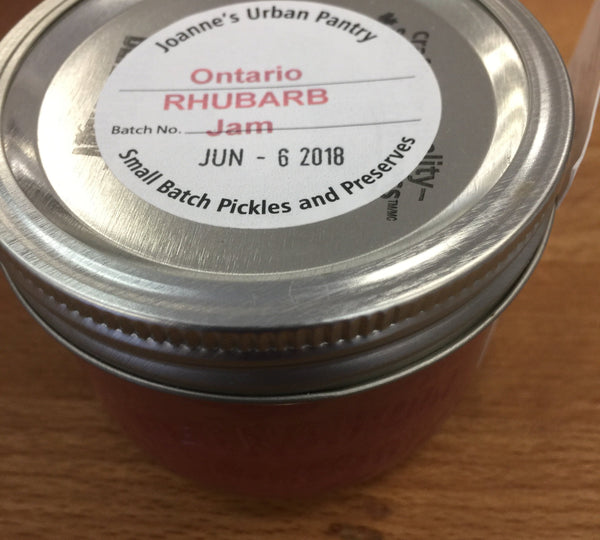 Joanne's Urban Pantry
Ontario
RHUBARB
Batch No. Jam
JUN - 6 2018
Small Batch Pickles and Preserves